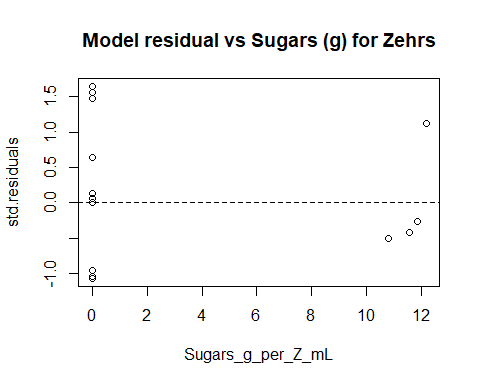 Model residual vs Sugars (g) for Zehrs
std.residuals
1.5
1.0
0.5
0.0
-1.0
0 2 4 6 8 10 12
Sugars_g_per_Z_mL